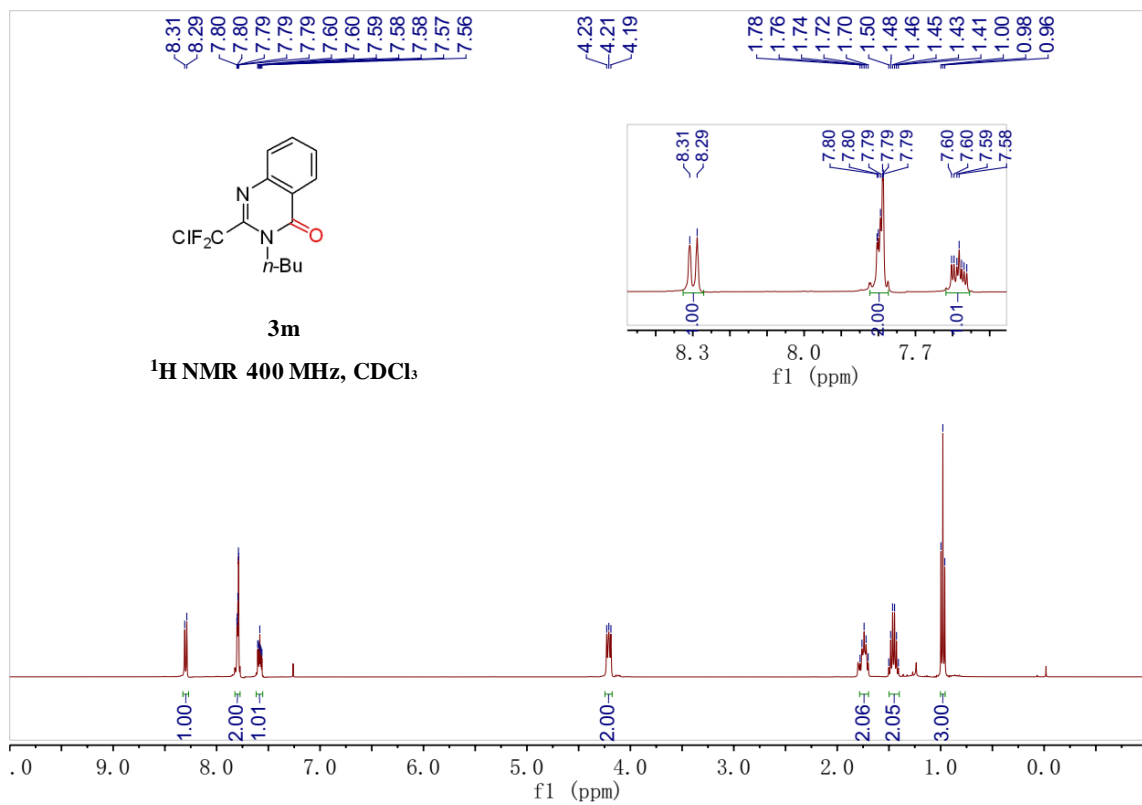 8.31 8.29 7.80 7.80 7.79 7.79 7.79 7.60 7.60 7.59 7.58 7.58 7.57 7.56 4.23 4.21 4.19 1.78 1.76 1.74 1.72 1.70 1.50 1.48 1.46 1.45 1.43 1.41 1.00 0.98 0.96
8.31 8.29 7.80 7.80 7.79 7.79 7.79 7.60 7.60 7.59 7.58
N
ClF₂C
N
O
n-Bu
3m
¹H NMR 400 MHz, CDCl₃
1.00 2.00 1.01
8.3 8.0 7.7
f1 (ppm)
1.00 2.00 1.01 2.00 2.06 2.05 3.00
.0 9.0 8.0 7.0 6.0 5.0 4.0 3.0 2.0 1.0 0.0
f1 (ppm)